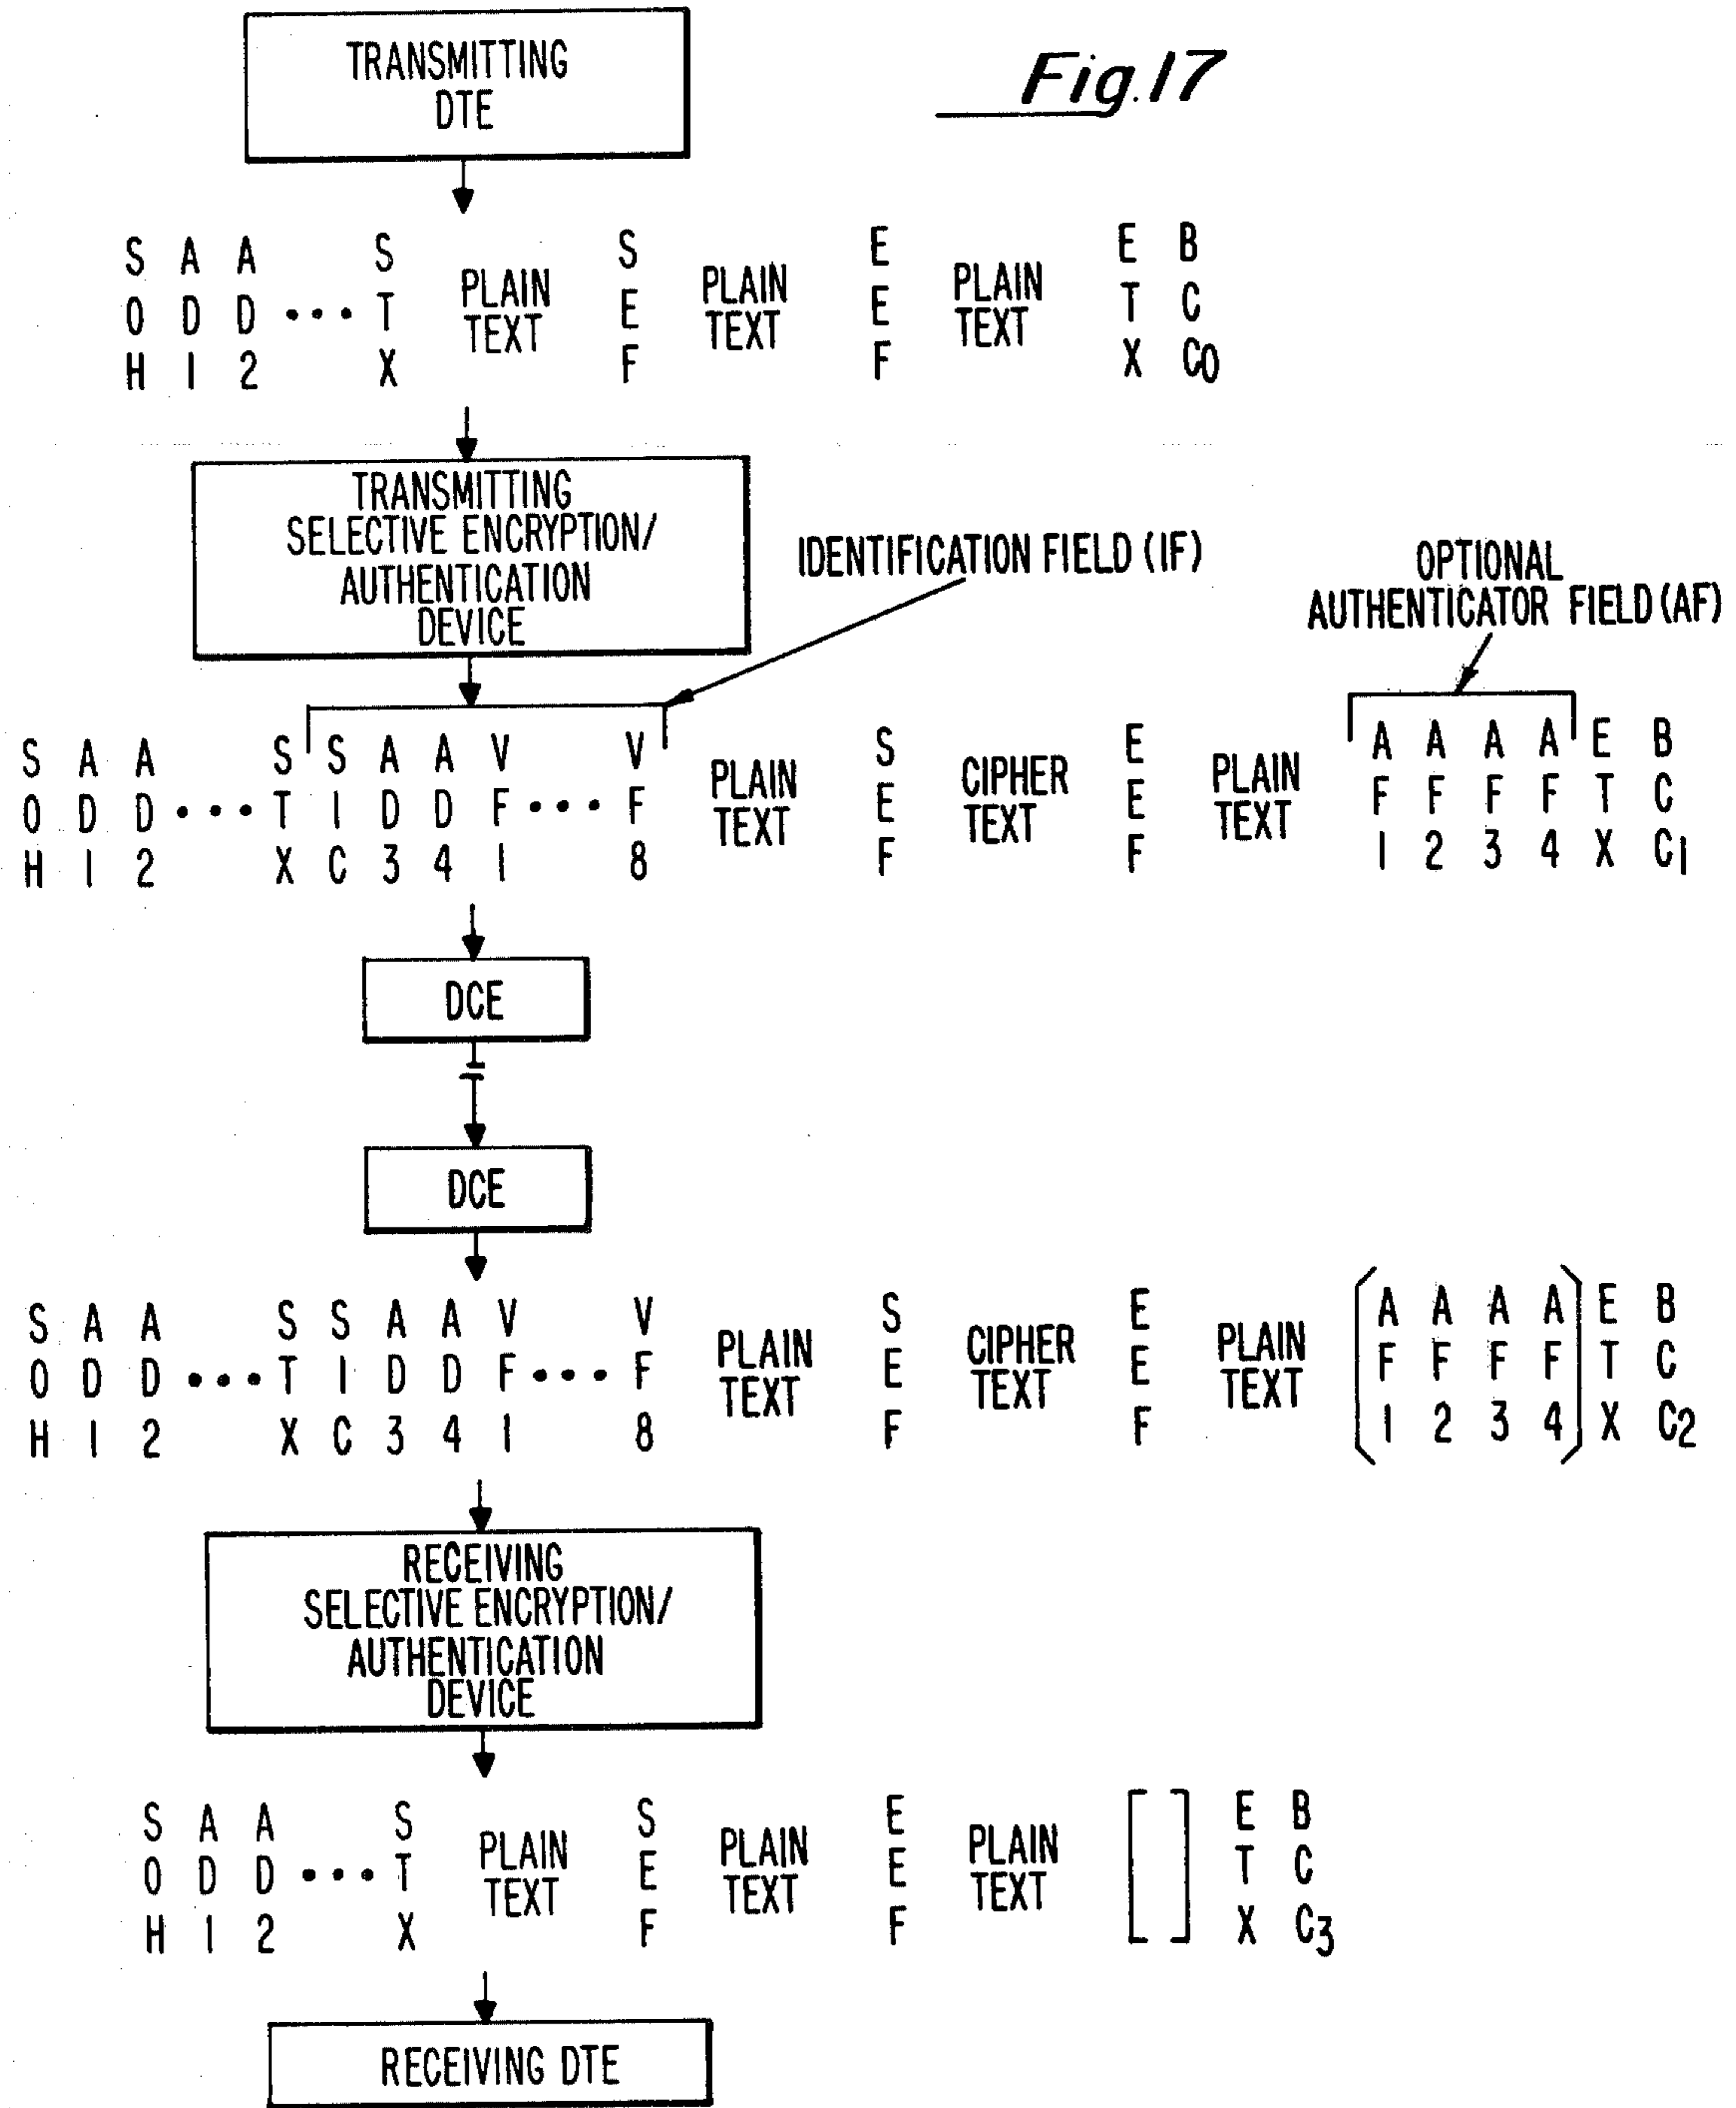 TRANSMITTING
DTE
Fig. 17
S A A S S E E B
O D D ••• T PLAIN E PLAIN E PLAIN T C
H 1 2 X TEXT F TEXT F TEXT X C0
TRANSMITTING
SELECTIVE ENCRYPTION/
AUTHENTICATION
DEVICE
IDENTIFICATION FIELD (IF)
OPTIONAL
AUTHENTICATOR FIELD (AF)
S A A S S A A V V S E A A A A E B
O D D ••• T I D D F ••• F PLAIN E CIPHER E PLAIN F F F F T C
H 1 2 X C 3 4 1 8 TEXT F TEXT F TEXT 1 2 3 4 X C1
DCE
DCE
S A A S S A A V V S E A A A A E B
O D D ••• T I D D F ••• F PLAIN E CIPHER E PLAIN F F F F T C
H 1 2 X C 3 4 1 8 TEXT F TEXT F TEXT 1 2 3 4 X C2
RECEIVING
SELECTIVE ENCRYPTION/
AUTHENTICATION
DEVICE
S A A S S E E B
O D D ••• T PLAIN E PLAIN E PLAIN [ ] T C
H 1 2 X TEXT F TEXT F TEXT X C3
RECEIVING DTE